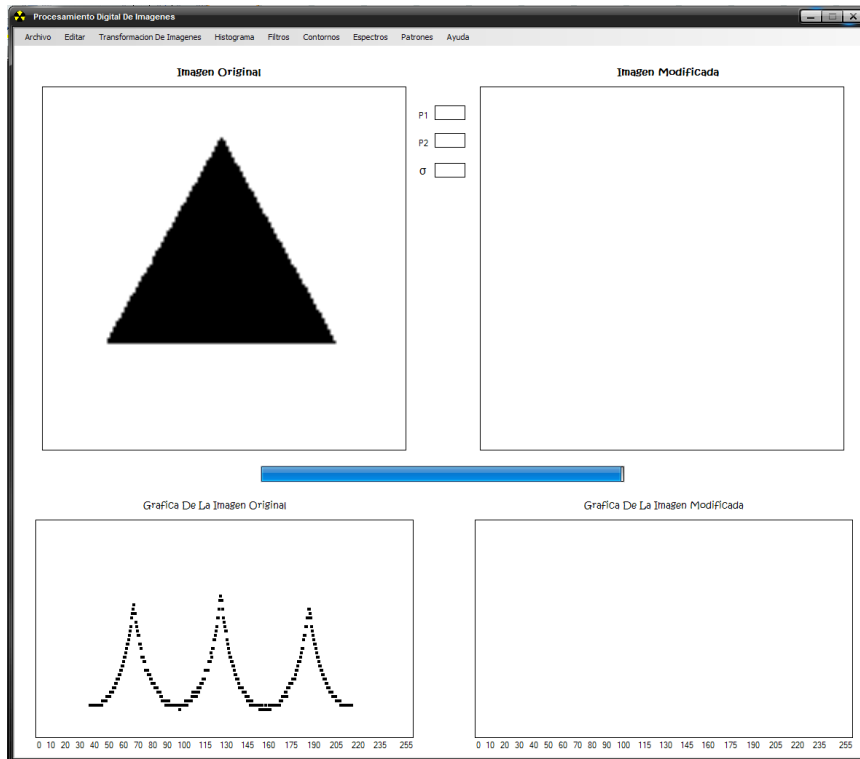 Procesamiento Digital De Imagenes
Archivo Editar Transformacion De Imagenes Histograma Filtros Contornos Espectros Patrones Ayuda
Imagen Original
Imagen Modificada
P1
P2
σ
Grafica De La Imagen Original
Grafica De La Imagen Modificada
0 10 20 30 40 50 60 70 80 90 100 115 130 145 160 175 190 205 220 235 255
0 10 20 30 40 50 60 70 80 90 100 115 130 145 160 175 190 205 220 235 255